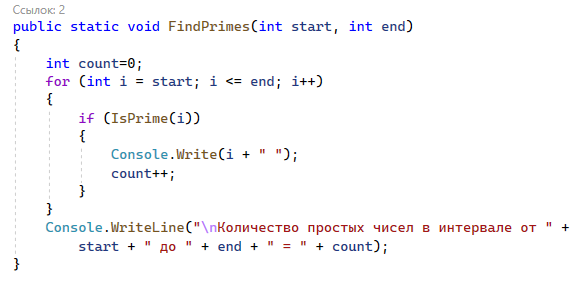 Ссылок: 2
public static void FindPrimes(int start, int end)
{
    int count=0;
    for (int i = start; i <= end; i++)
    {
        if (IsPrime(i))
        {
            Console.Write(i + " ");
            count++;
        }
    }
    Console.WriteLine("\nКоличество простых чисел в интервале от " +
        start + " до " + end + " = " + count);
}